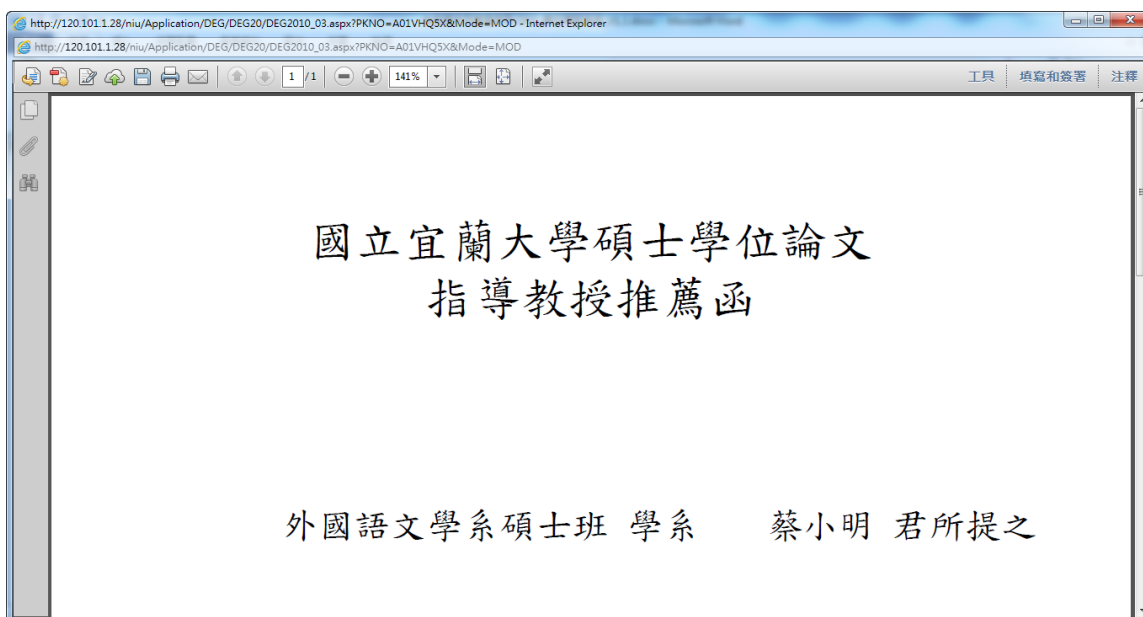 http://120.101.1.28/niu/Application/DEG/DEG20/DEG2010_03.aspx?PKNO=A01VHQ5X&Mode=MOD - Internet Explorer
http://120.101.1.28/niu/Application/DEG/DEG20/DEG2010_03.aspx?PKNO=A01VHQ5X&Mode=MOD
1 /1 141% 工具 填寫和簽署 注釋
國立宜蘭大學碩士學位論文
指導教授推薦函
外國語文學系碩士班 學系 蔡小明 君所提之